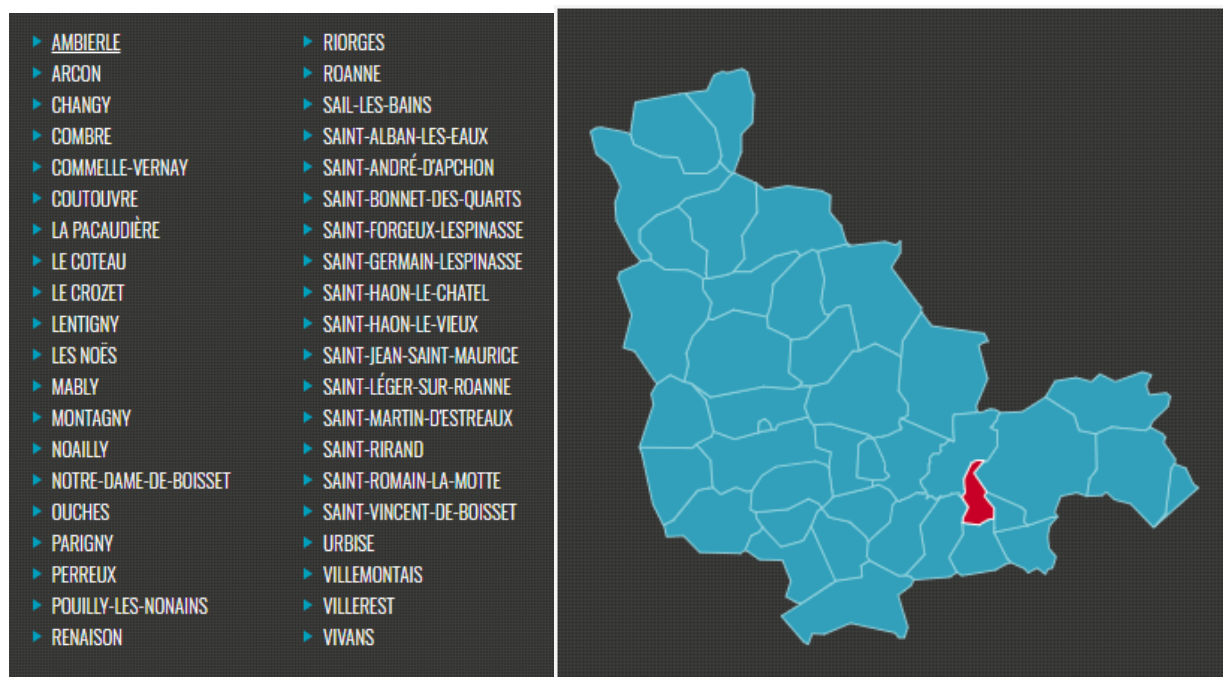 AMBIERLE
ARCON
CHANGY
COMBRE
COMMELLE-VERNAY
COUTOUVRE
LA PACAUDIÈRE
LE COTEAU
LE CROZET
LENTIGNY
LES NOËS
MABLY
MONTAGNY
NOAILLY
NOTRE-DAME-DE-BOISSET
OUCHES
PARIGNY
PERREUX
POUILLY-LES-NONAINS
RENAISON
RIORGES
ROANNE
SAIL-LES-BAINS
SAINT-ALBAN-LES-EAUX
SAINT-ANDRÉ-D'APCHON
SAINT-BONNET-DES-QUARTS
SAINT-FORGEUX-LESPINASSE
SAINT-GERMAIN-LESPINASSE
SAINT-HAON-LE-CHATEL
SAINT-HAON-LE-VIEUX
SAINT-JEAN-SAINT-MAURICE
SAINT-LÉGER-SUR-ROANNE
SAINT-MARTIN-D'ESTREAUX
SAINT-RIRAND
SAINT-ROMAIN-LA-MOTTE
SAINT-VINCENT-DE-BOISSET
URBISE
VILLEMONTAIS
VILLEREST
VIVANS